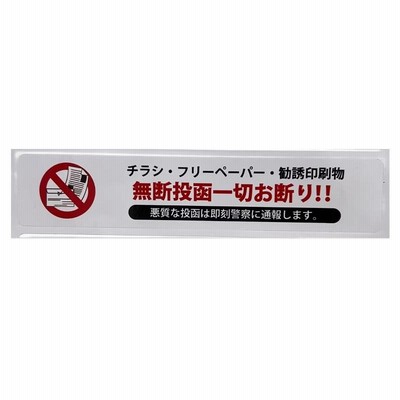 チラシ・フリーペーパー・勧誘印刷物
無断投函一切お断り!!
悪質な投函は即刻警察に通報します。